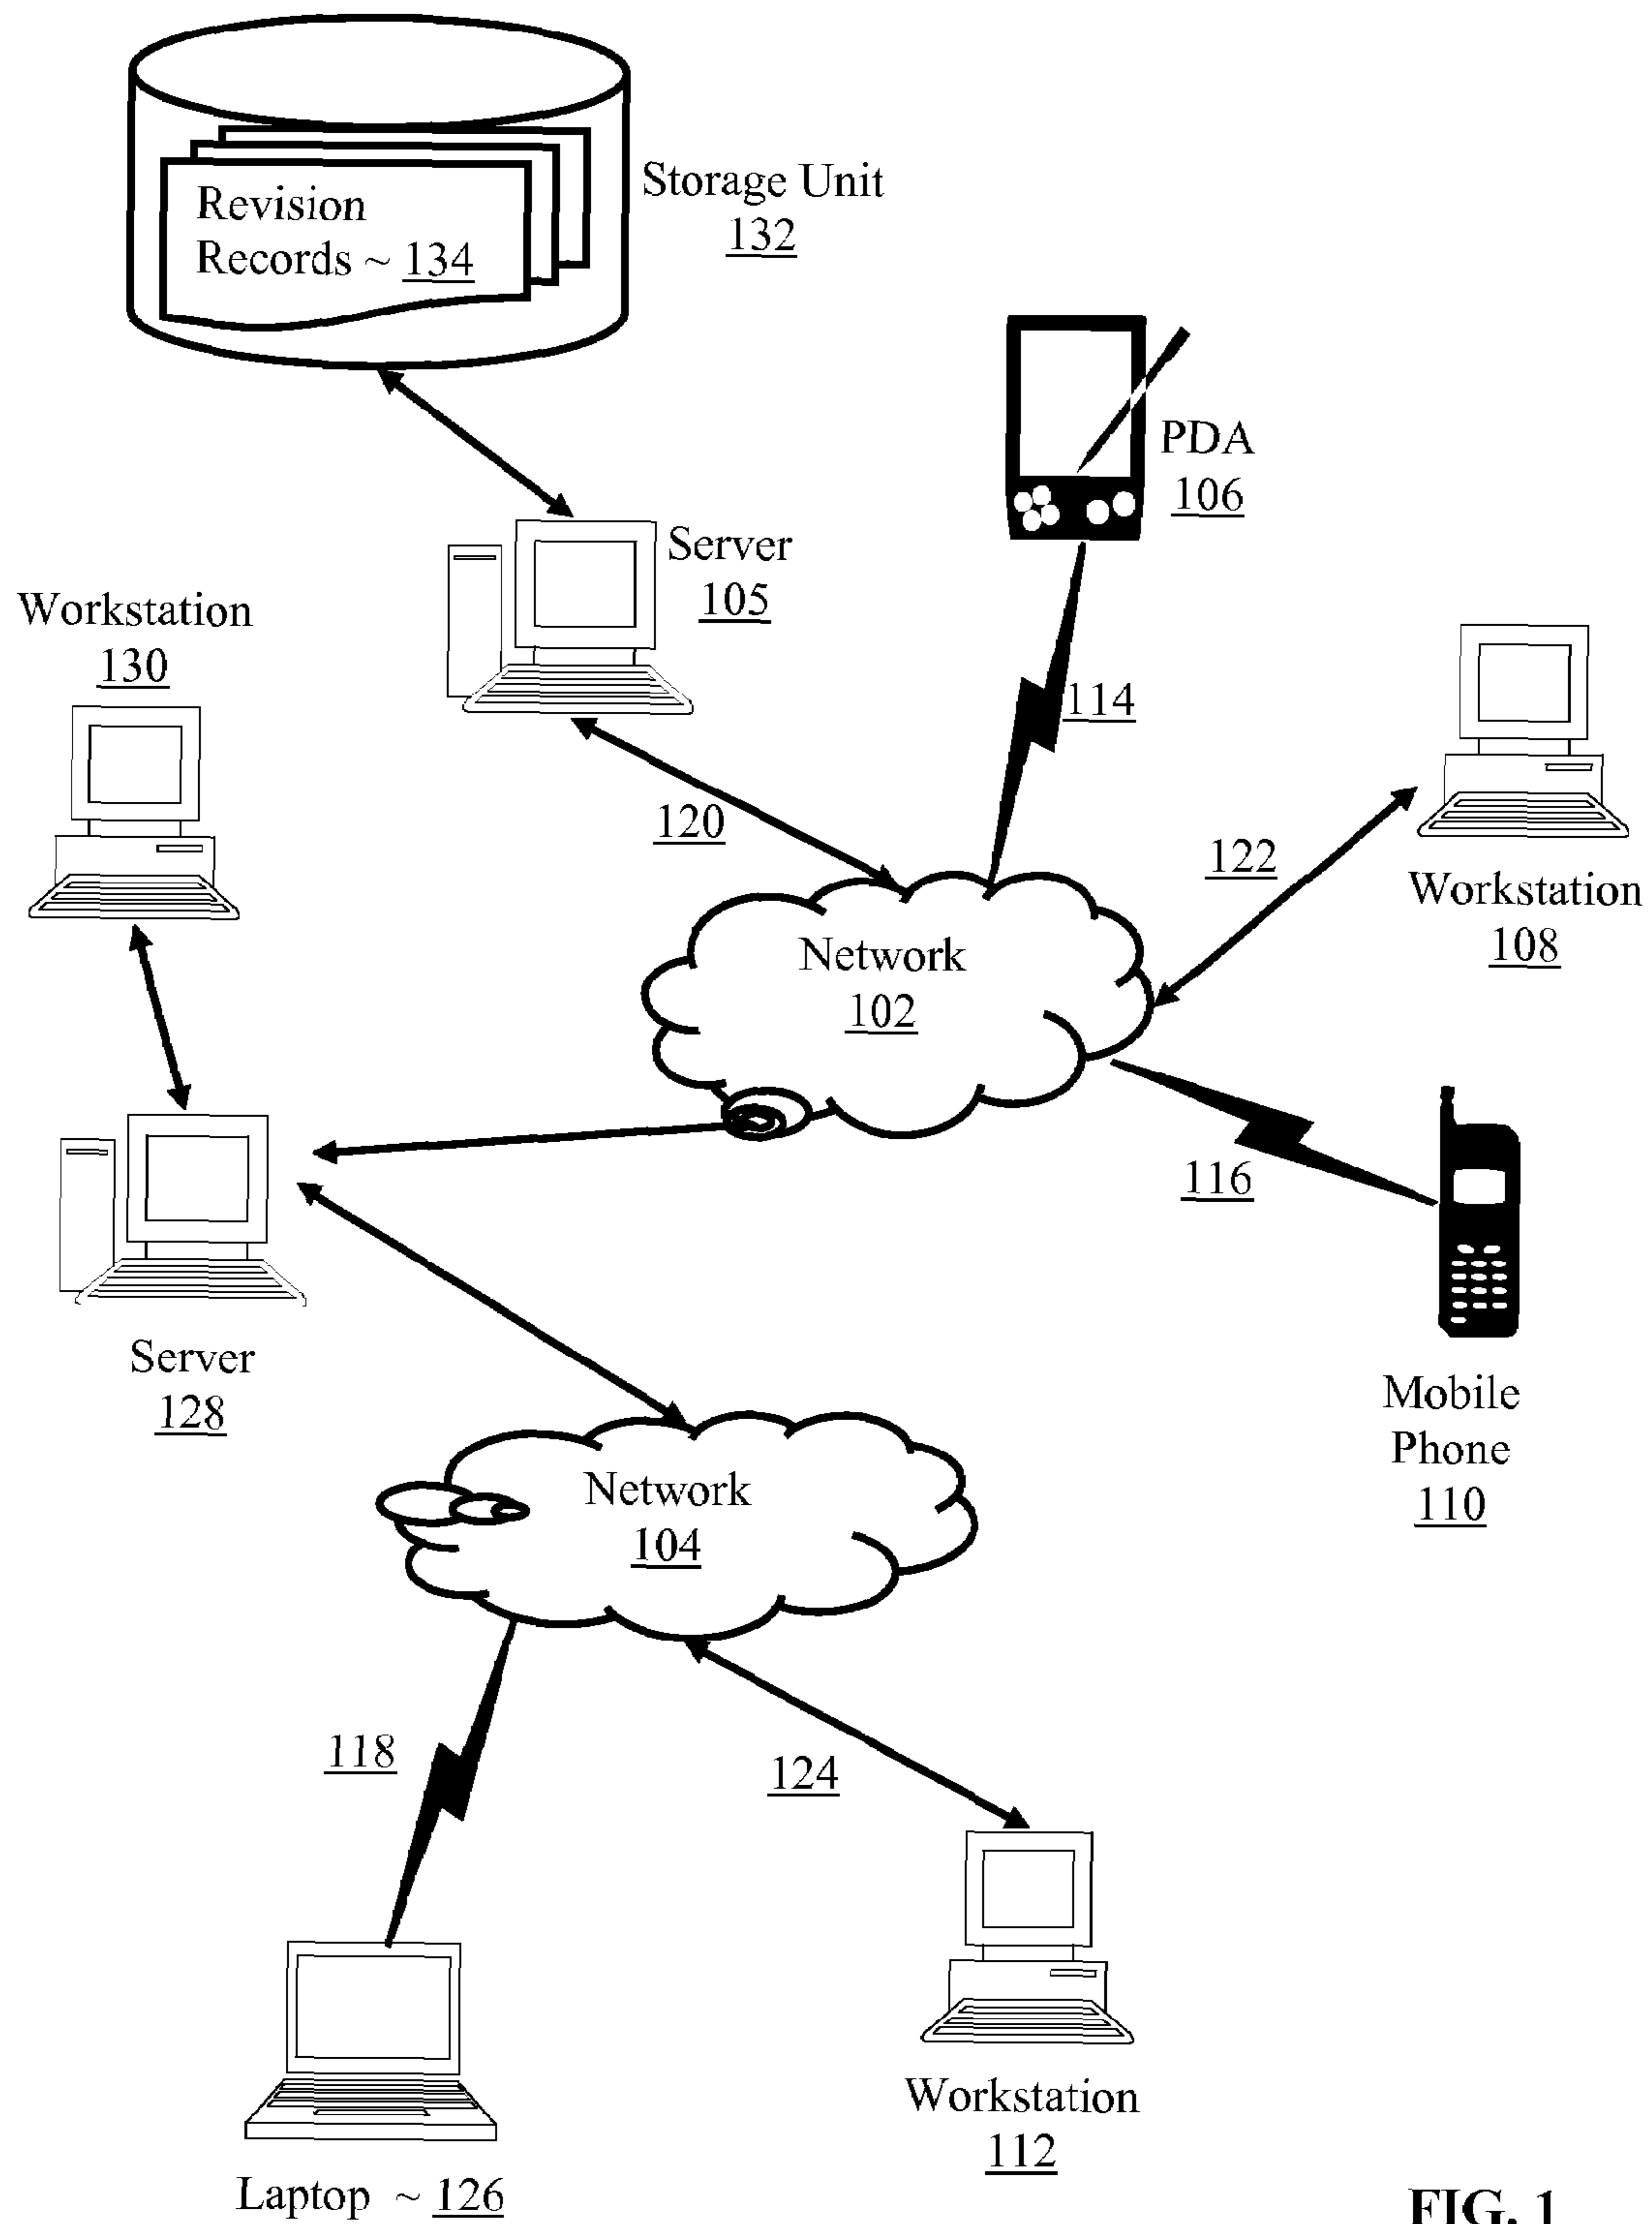 Revision
Records ~ 134
Storage Unit
132
PDA
106
Server
105
Workstation
130
114
120
122
Workstation
108
Network
102
116
Server
128
Mobile
Phone
110
Network
104
118
124
Workstation
112
Laptop ~ 126
FIG. 1